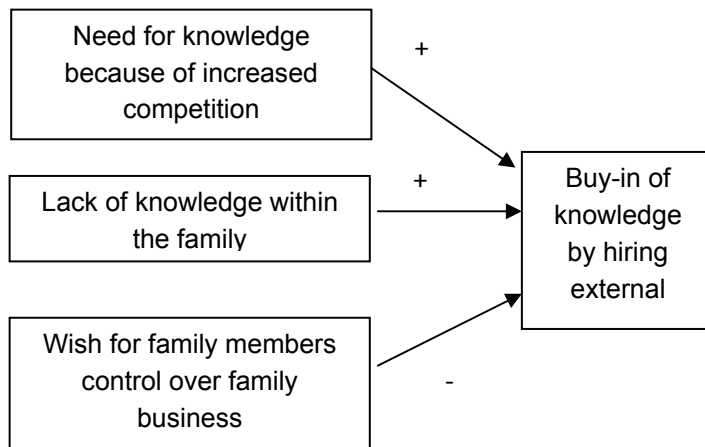 Need for knowledge
because of increased
competition
+
Lack of knowledge within
the family
+
Wish for family members
control over family
business
-
Buy-in of
knowledge
by hiring
external